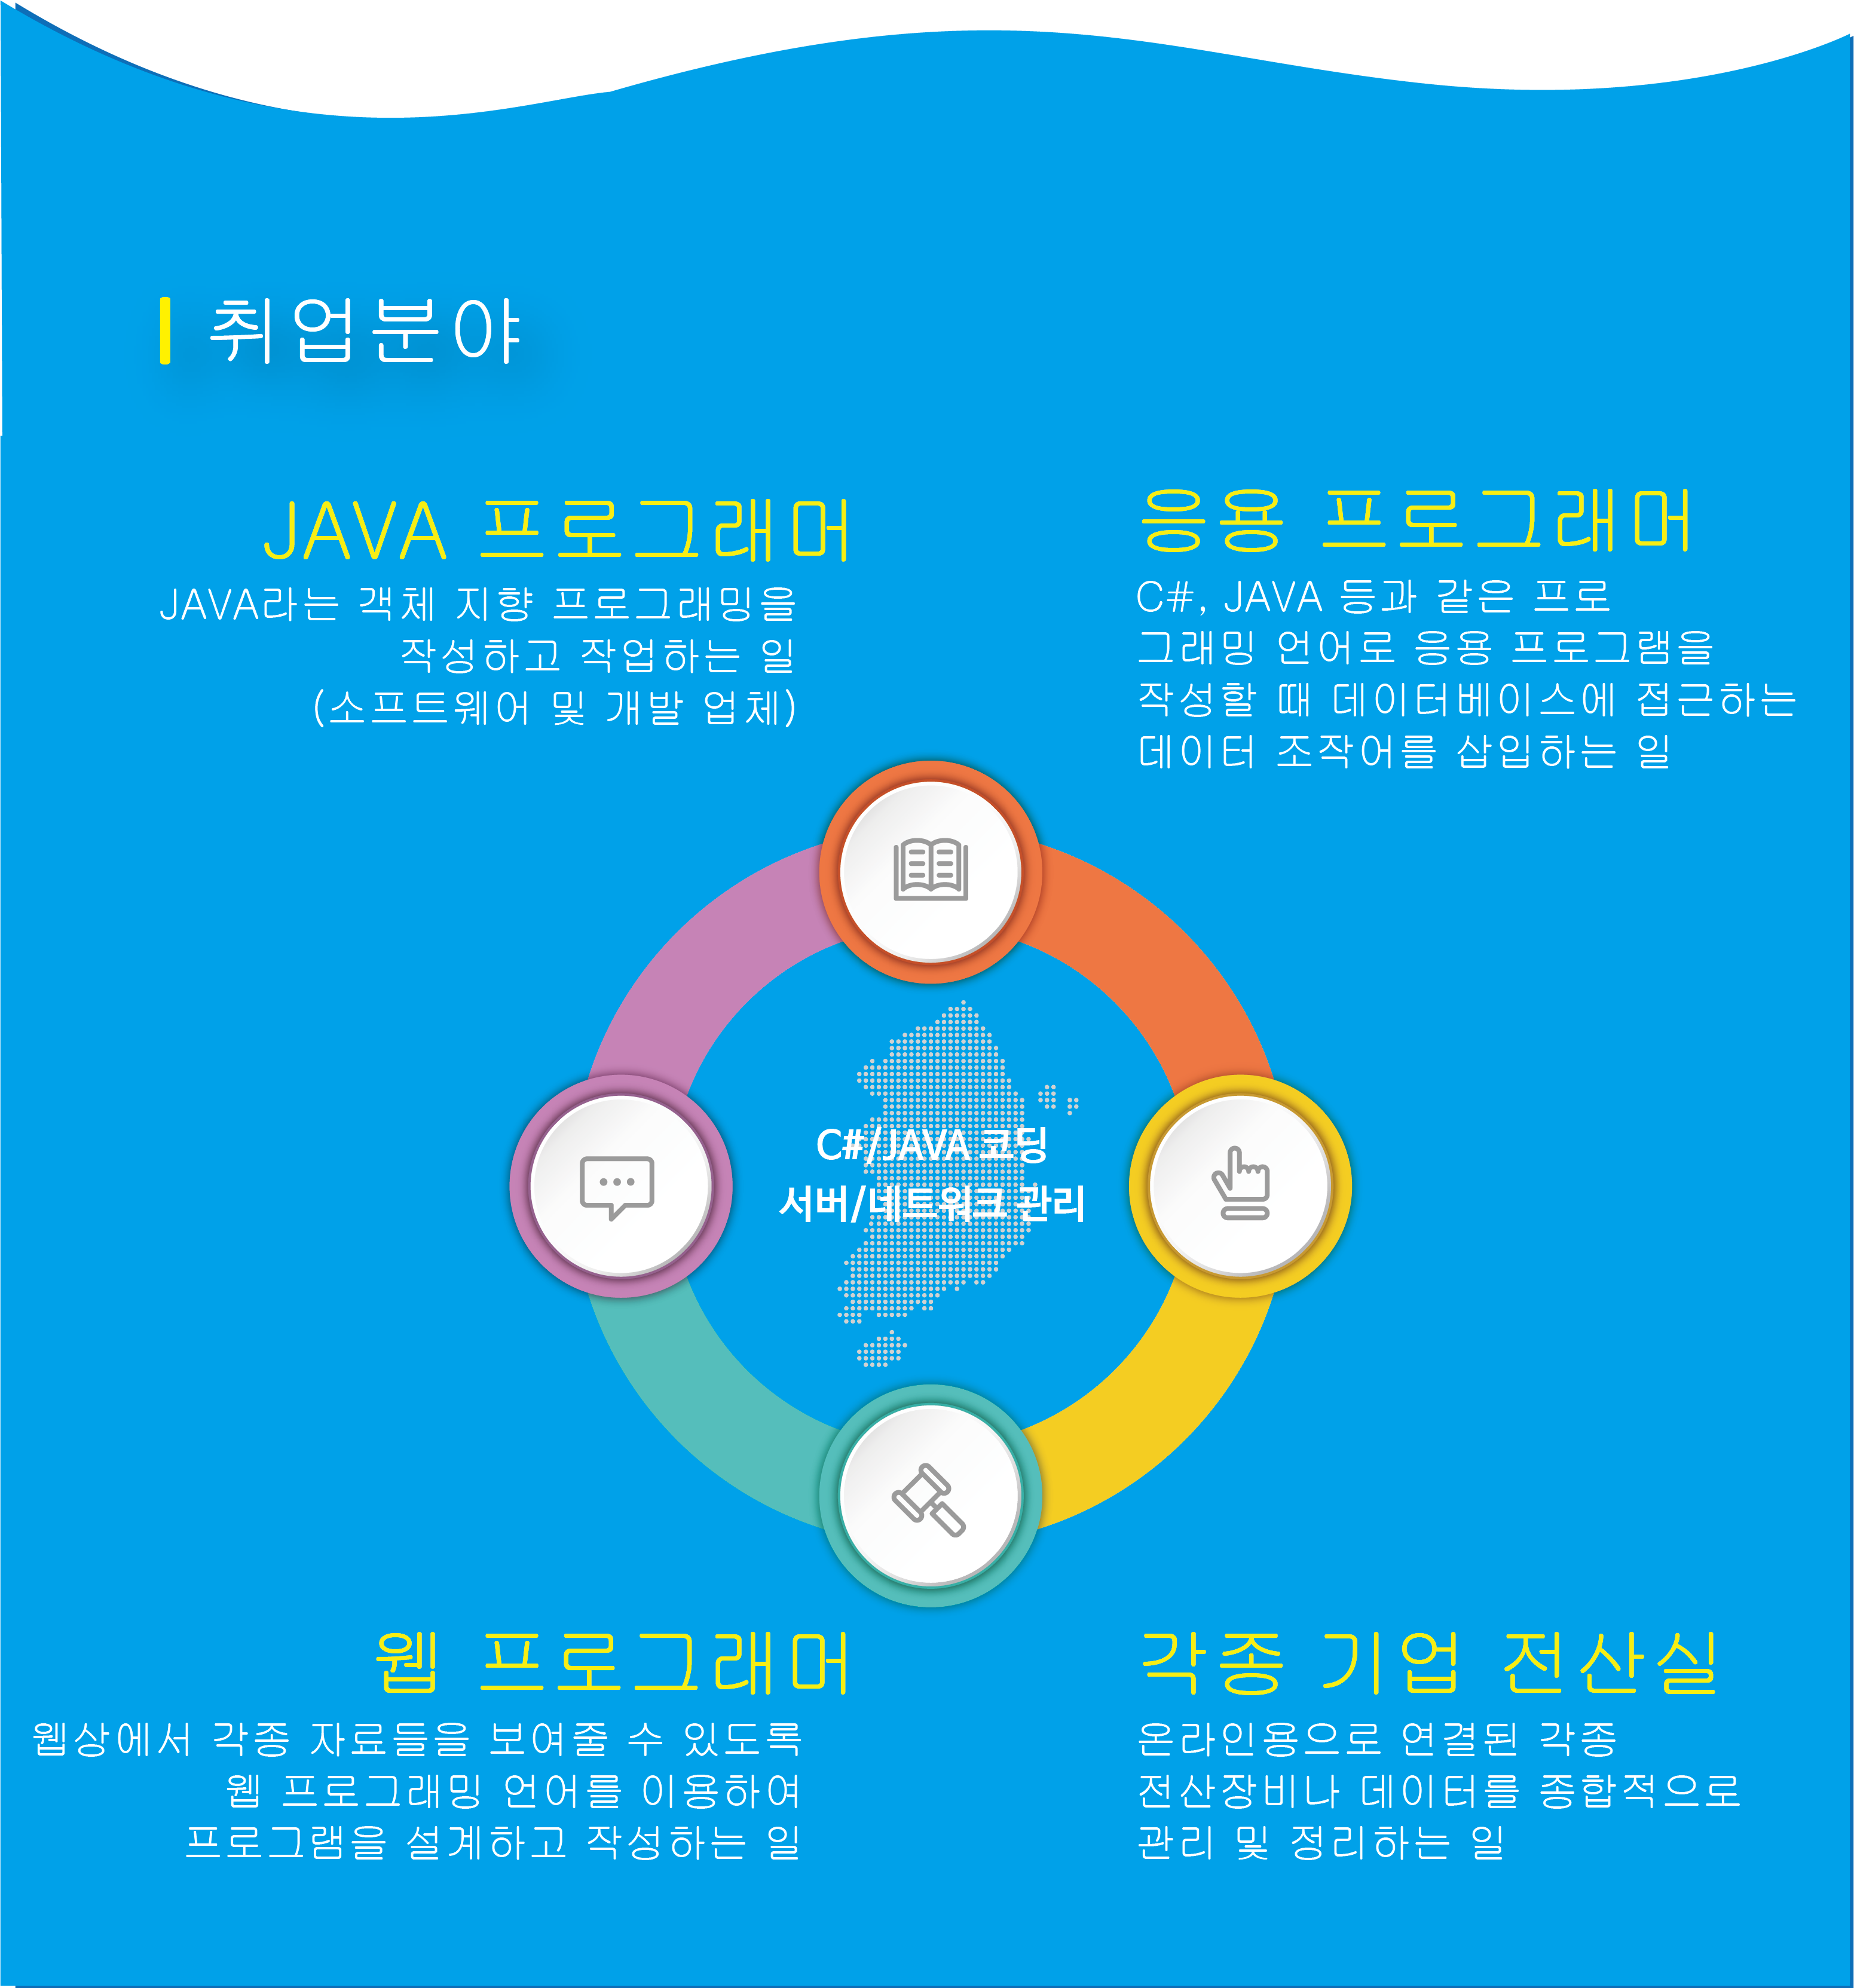 취업분야
JAVA 프로그래머
JAVA라는 객체 지향 프로그래밍을
작성하고 작업하는 일
(소프트웨어 및 개발 업체)
응용 프로그래머
C#, JAVA 등과 같은 프로
그래밍 언어로 응용 프로그램을
작성할 때 데이터베이스에 접근하는
데이터 조작어를 삽입하는 일
C#/JAVA 코딩
서버/네트워크 관리
웹 프로그래머
웹상에서 각종 자료들을 보여줄 수 있도록
웹 프로그래밍 언어를 이용하여
프로그램을 설계하고 작성하는 일
각종 기업 전산실
온라인용으로 연결된 각종
전산장비나 데이터를 종합적으로
관리 및 정리하는 일